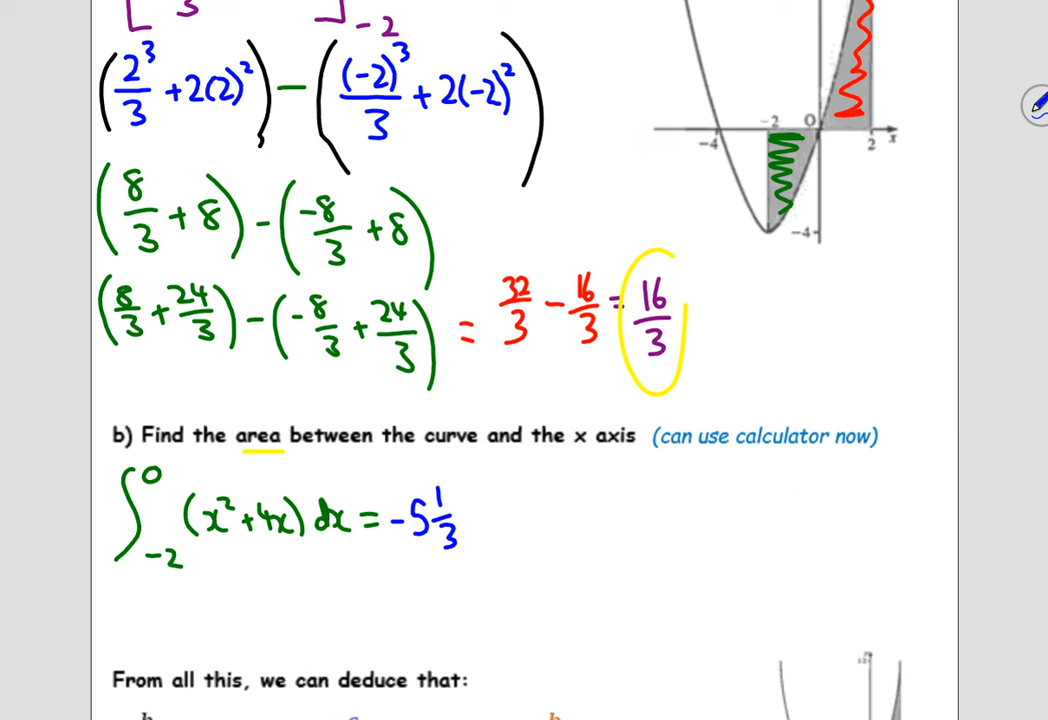 [ 3 ] -2
(2³/3 + 2(2)²) - ((-2)³/3 + 2(-2)²)
(8/3 + 8) - (-8/3 + 8)
(8/3 + 24/3) - (-8/3 + 24/3) = 32/3 - 16/3 = 16/3
-4 -2 O 2 x
-4
b) Find the area between the curve and the x axis (can use calculator now)
∫₋₂⁰ (x² + 4x) dx = -5 1/3
From all this, we can deduce that: